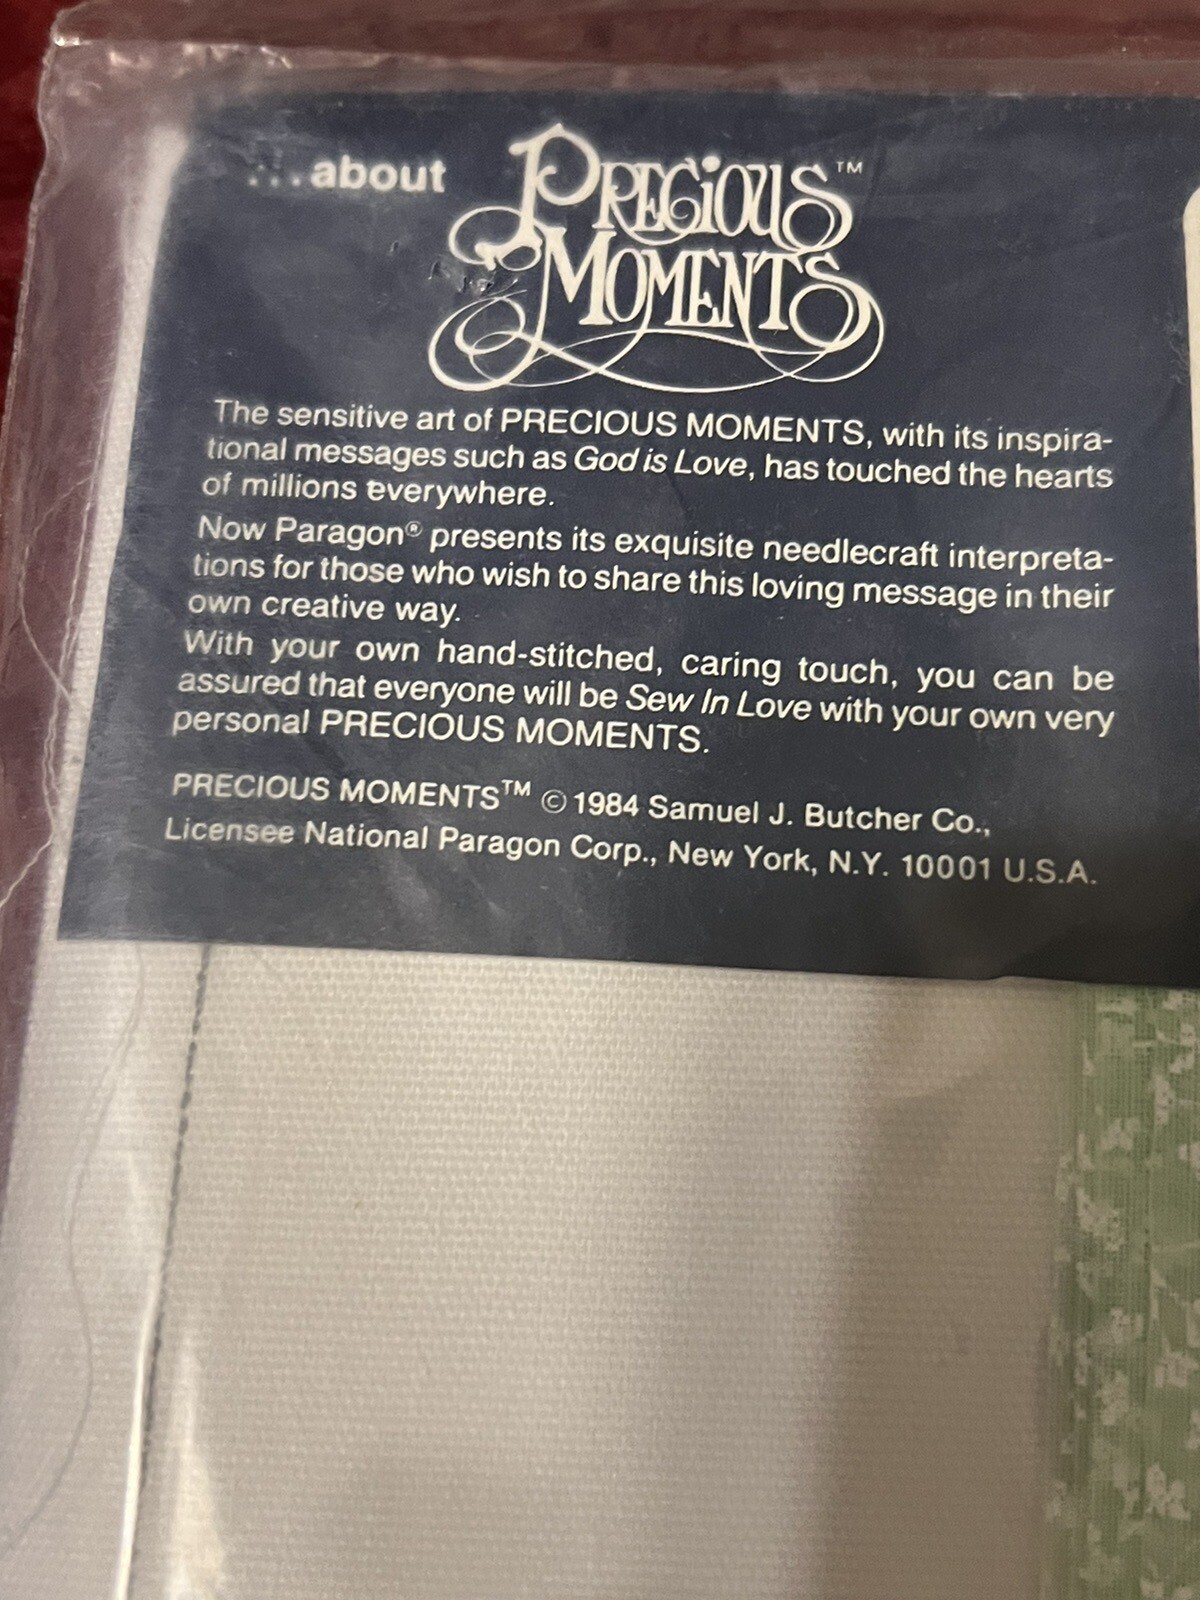 ...about
PRECIOUS™
MOMENTS
The sensitive art of PRECIOUS MOMENTS, with its inspira-
tional messages such as God is Love, has touched the hearts
of millions everywhere.
Now Paragon® presents its exquisite needlecraft interpreta-
tions for those who wish to share this loving message in their
own creative way.
With your own hand-stitched, caring touch, you can be
assured that everyone will be Sew In Love with your own very
personal PRECIOUS MOMENTS.
PRECIOUS MOMENTS™ © 1984 Samuel J. Butcher Co.,
Licensee National Paragon Corp., New York, N.Y. 10001 U.S.A.